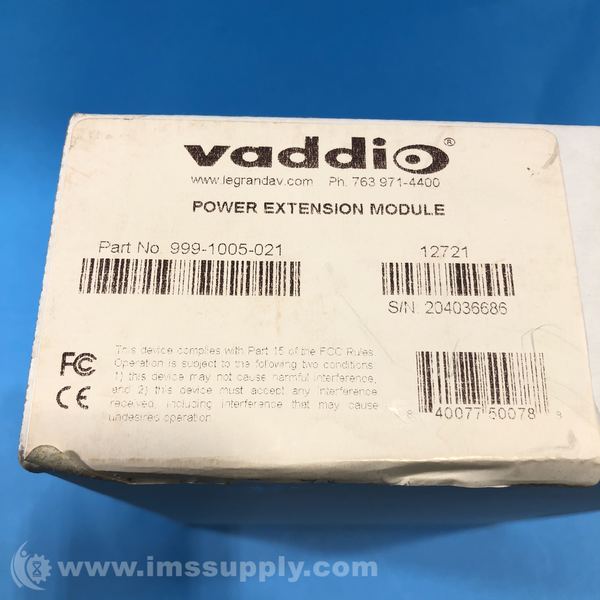 vaddio®
www.legrandav.com Ph. 763 971-4400
POWER EXTENSION MODULE
Part No 999-1005-021
12721
S/N. 204036686
FC
CE
This device complies with Part 15 of the FCC Rules.
Operation is subject to the following two conditions
1) this device may not cause harmful interference,
and 2) this device must accept any interference
received, including interference that may cause
undesires operation
8 40077 50078 8
www.imssupply.com